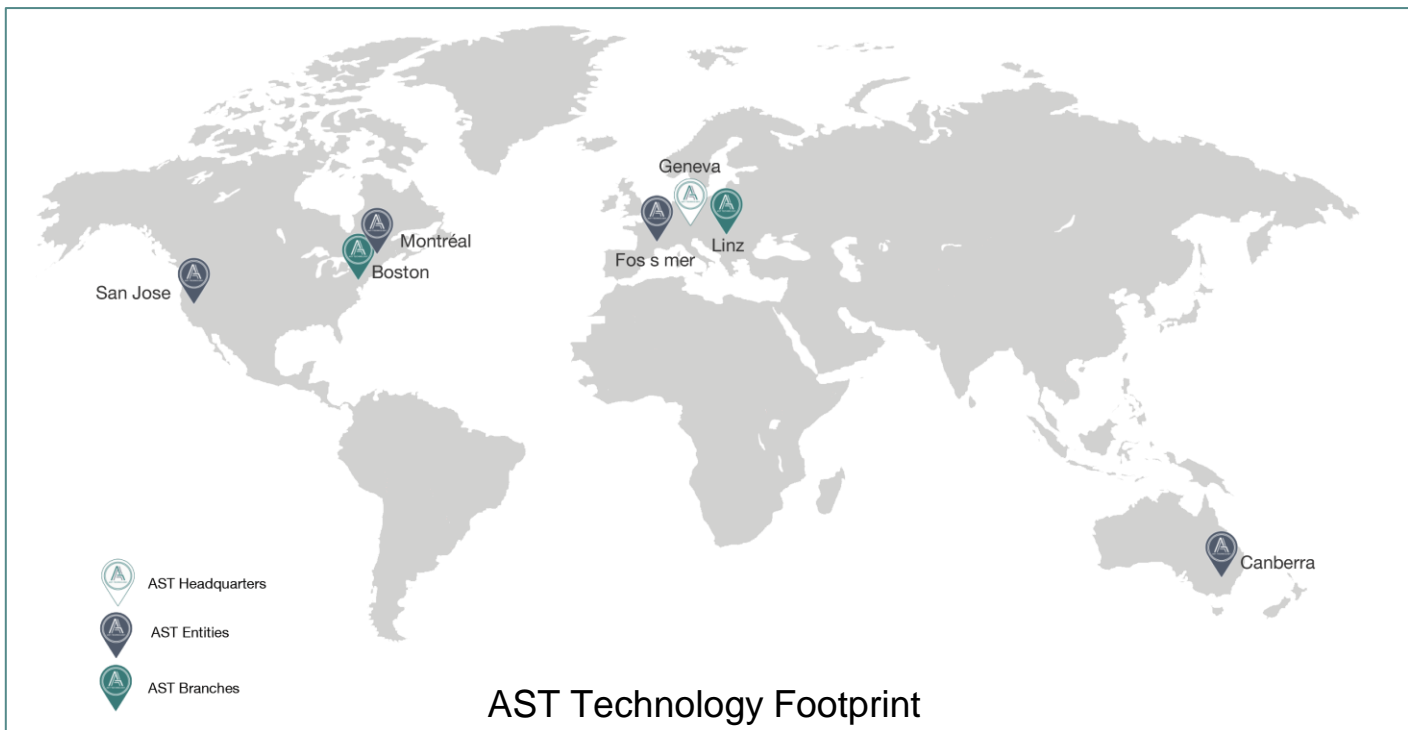 Geneva
Montréal
Linz
Fos s mer
Boston
San Jose
Canberra
AST Headquarters
AST Entities
AST Branches
AST Technology Footprint